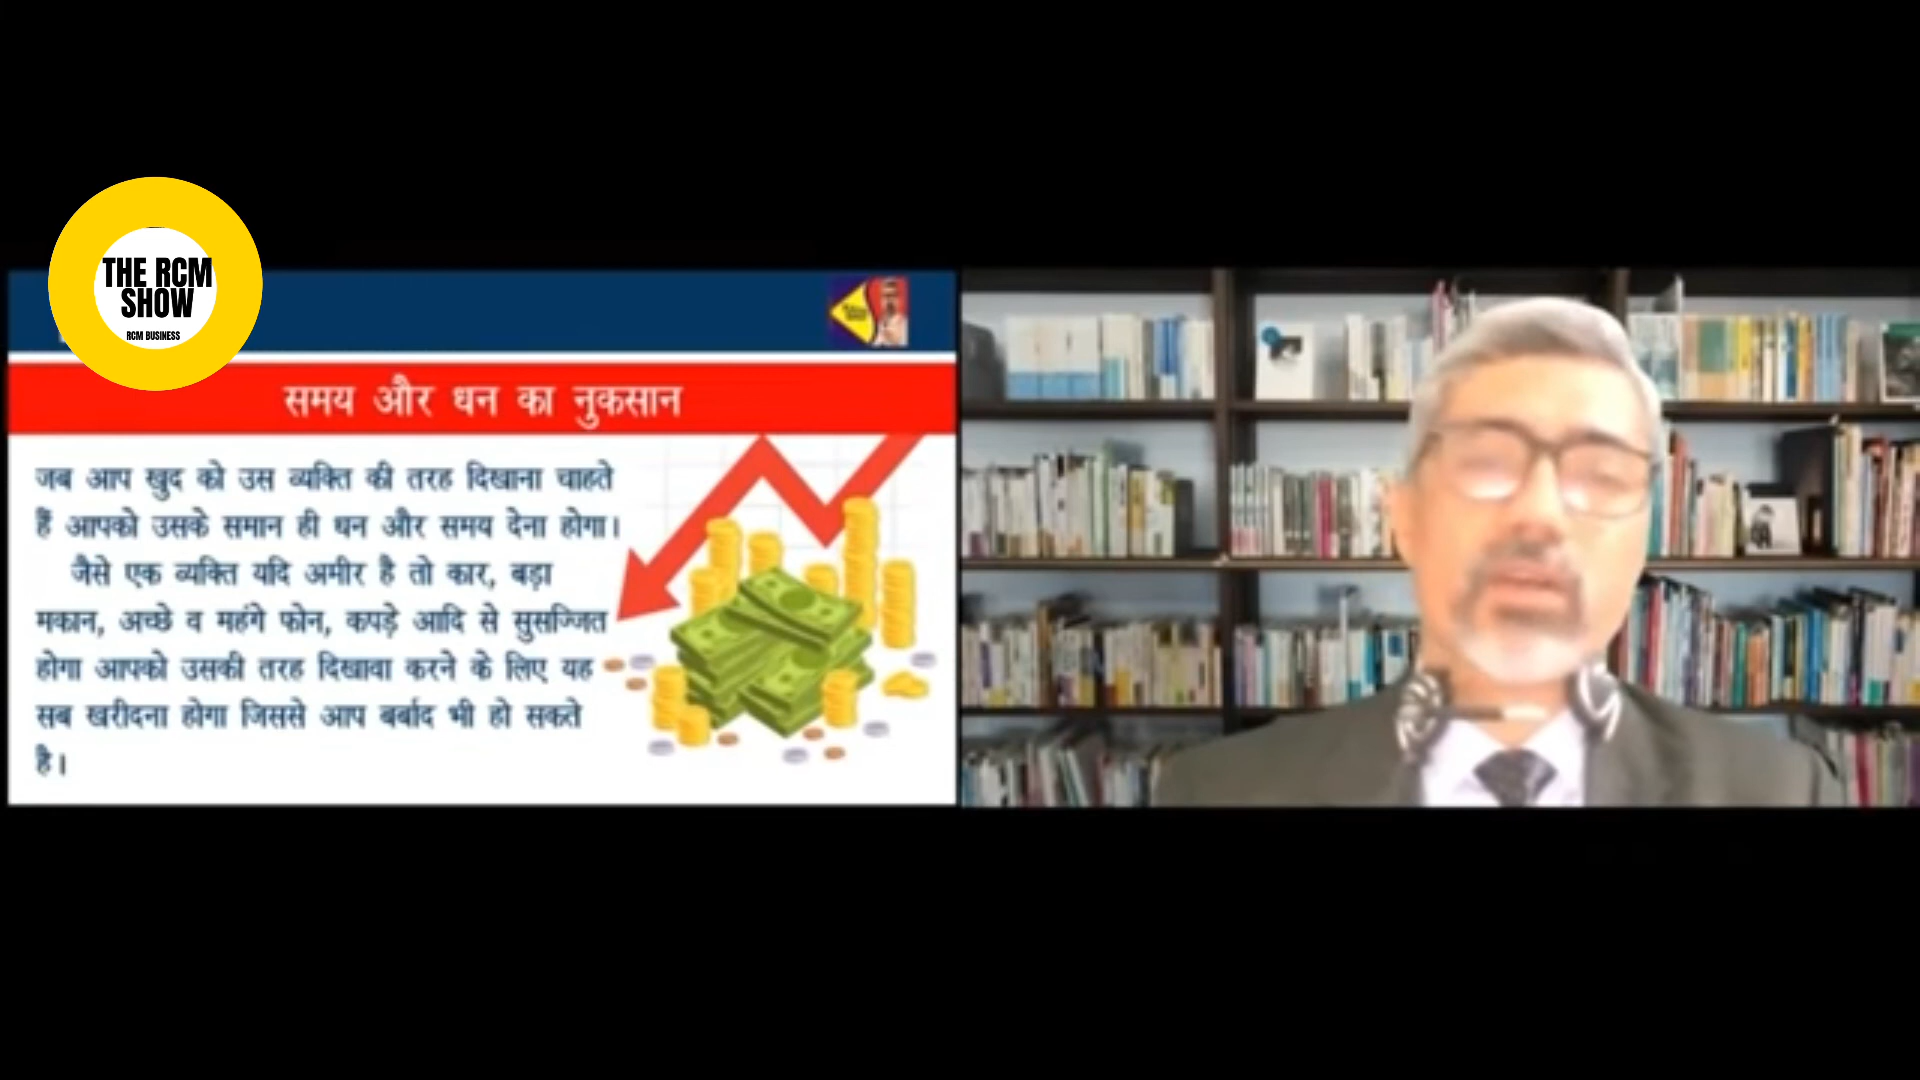 THE RCM
SHOW
RCM BUSINESS
समय और धन का नुकसान
जब आप खुद को उस व्यक्ति की तरह दिखाना चाहते
हैं आपको उसके समान ही धन और समय देना होगा।
जैसे एक व्यक्ति यदि अमीर है तो कार, बड़ा
मकान, अच्छे व महंगे फोन, कपड़े आदि से सुसज्जित
होगा आपको उसकी तरह दिखावा करने के लिए यह
सब खरीदना होगा जिससे आप बर्बाद भी हो सकते
है।